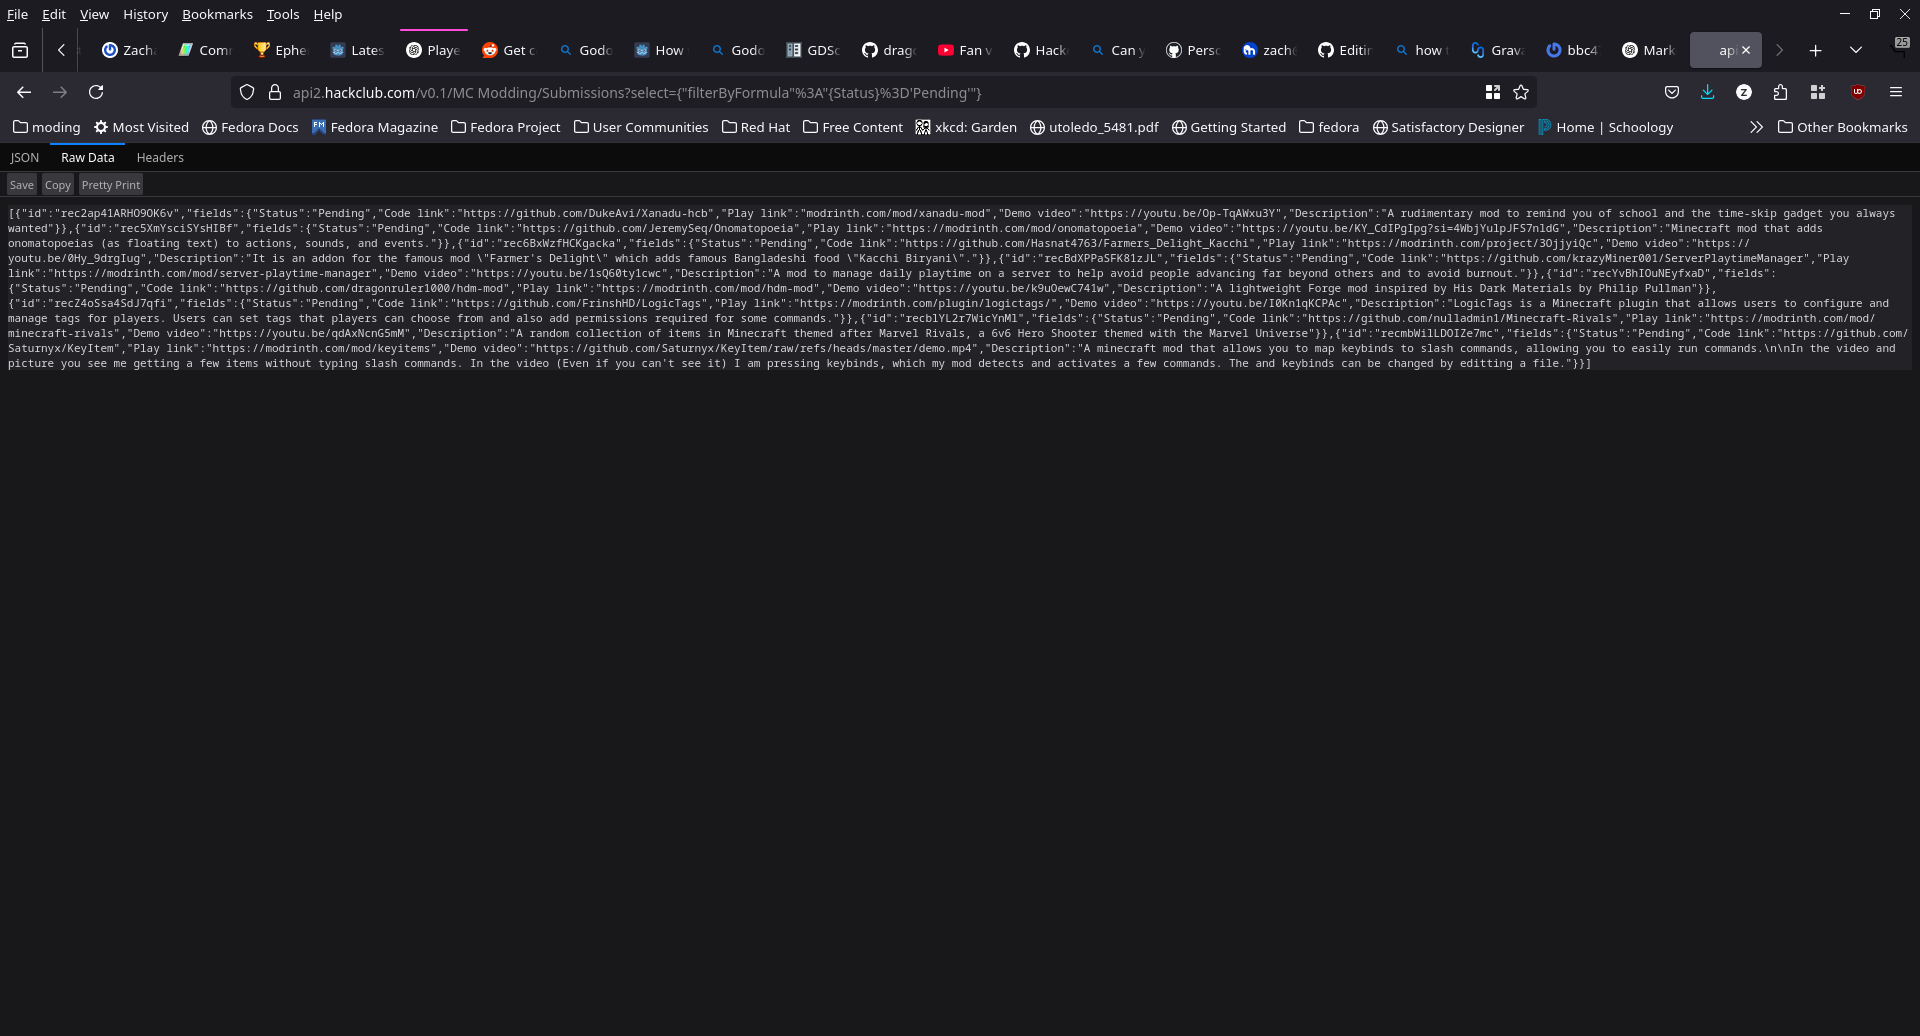 File Edit View History Bookmarks Tools Help
Zacha Comr Ephe Lates Playe Get c Godo How Godo GDSc drago Fan v Hack Can y Persc zach Editin how t Grava bbc4 Mark api 25
api2.hackclub.com/v0.1/MC Modding/Submissions?select={"filterByFormula"%3A"{Status}%3D'Pending'"}
moding Most Visited Fedora Docs Fedora Magazine Fedora Project User Communities Red Hat Free Content xkcd: Garden utoledo_5481.pdf Getting Started fedora Satisfactory Designer Home | Schoology Other Bookmarks
JSON Raw Data Headers
Save Copy Pretty Print
[{"id":"rec2ap41ARHO9OK6v","fields":{"Status":"Pending","Code link":"https://github.com/DukeAvi/Xanadu-hcb","Play link":"modrinth.com/mod/xanadu-mod","Demo video":"https://youtu.be/Op-TqAWxu3Y","Description":"A rudimentary mod to remind you of school and the time-skip gadget you always
wanted"}},{"id":"rec5XmYsciSYsHIBf","fields":{"Status":"Pending","Code link":"https://github.com/JeremySeq/Onomatopoeia","Play link":"https://modrinth.com/mod/onomatopoeia","Demo video":"https://youtu.be/KY_CdIPgIpg?si=4WbjYulpJFS7nldG","Description":"Minecraft mod that adds
onomatopoeias (as floating text) to actions, sounds, and events."}},{"id":"rec6BxWzfHCKgacka","fields":{"Status":"Pending","Code link":"https://github.com/Hasnat4763/Farmers_Delight_Kacchi","Play link":"https://modrinth.com/project/3OjjyiQc","Demo video":"https://
youtu.be/0Hy_9drgIug","Description":"It is an addon for the famous mod \"Farmer's Delight\" which adds famous Bangladeshi food \"Kacchi Biryani\"."}},{"id":"recBdXPPaSFK81zJL","fields":{"Status":"Pending","Code link":"https://github.com/krazyMiner001/ServerPlaytimeManager","Play
link":"https://modrinth.com/mod/server-playtime-manager","Demo video":"https://youtu.be/1sQ60ty1cwc","Description":"A mod to manage daily playtime on a server to help avoid people advancing far beyond others and to avoid burnout."}},{"id":"recYvBhIOuNEyfxaD","fields":
{"Status":"Pending","Code link":"https://github.com/dragonruler1000/hdm-mod","Play link":"https://modrinth.com/mod/hdm-mod","Demo video":"https://youtu.be/k9uOewC741w","Description":"A lightweight Forge mod inspired by His Dark Materials by Philip Pullman"}},
{"id":"recZ4oSsa4SdJ7qfi","fields":{"Status":"Pending","Code link":"https://github.com/FrinshHD/LogicTags","Play link":"https://modrinth.com/plugin/logictags/","Demo video":"https://youtu.be/I0Kn1qKCPAc","Description":"LogicTags is a Minecraft plugin that allows users to configure and
manage tags for players. Users can set tags that players can choose from and also add permissions required for some commands."}},{"id":"recblYL2r7WicYnMl","fields":{"Status":"Pending","Code link":"https://github.com/nulladmin1/Minecraft-Rivals","Play link":"https://modrinth.com/mod/
minecraft-rivals","Demo video":"https://youtu.be/qdAxNcnG5mM","Description":"A random collection of items in Minecraft themed after Marvel Rivals, a 6v6 Hero Shooter themed with the Marvel Universe"}},{"id":"recmbWilLDOIZe7mc","fields":{"Status":"Pending","Code link":"https://github.com/
Saturnyx/KeyItem","Play link":"https://modrinth.com/mod/keyitems","Demo video":"https://github.com/Saturnyx/KeyItem/raw/refs/heads/master/demo.mp4","Description":"A minecraft mod that allows you to map keybinds to slash commands, allowing you to easily run commands.\n\nIn the video and
picture you see me getting a few items without typing slash commands. In the video (Even if you can't see it) I am pressing keybinds, which my mod detects and activates a few commands. The and keybinds can be changed by editting a file."}}]